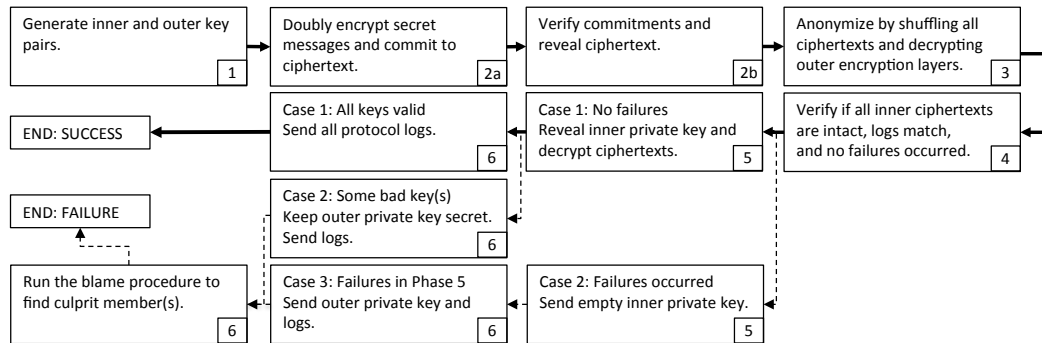 Generate inner and outer key
pairs.
1
Doubly encrypt secret
messages and commit to
ciphertext.
2a
Verify commitments and
reveal ciphertext.
2b
Anonymize by shuffling all
ciphertexts and decrypting
outer encryption layers.
3
END: SUCCESS
Case 1: All keys valid
Send all protocol logs.
6
Case 1: No failures
Reveal inner private key and
decrypt ciphertexts.
5
Verify if all inner ciphertexts
are intact, logs match,
and no failures occurred.
4
END: FAILURE
Case 2: Some bad key(s)
Keep outer private key secret.
Send logs.
6
Run the blame procedure to
find culprit member(s).
6
Case 3: Failures in Phase 5
Send outer private key and
logs.
6
Case 2: Failures occurred
Send empty inner private key.
5